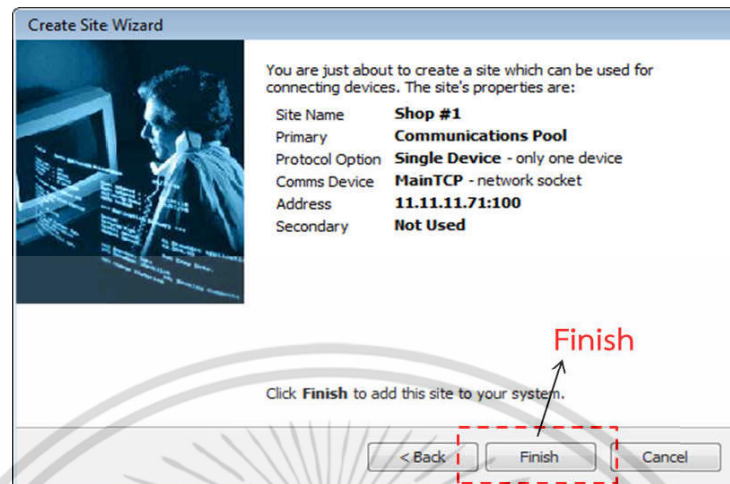 Create Site Wizard
You are just about to create a site which can be used for
connecting devices. The site's properties are:
Site Name Shop #1
Primary Communications Pool
Protocol Option Single Device - only one device
Comms Device MainTCP - network socket
Address 11.11.11.71:100
Secondary Not Used
Finish
Click Finish to add this site to your system.
< Back Finish Cancel